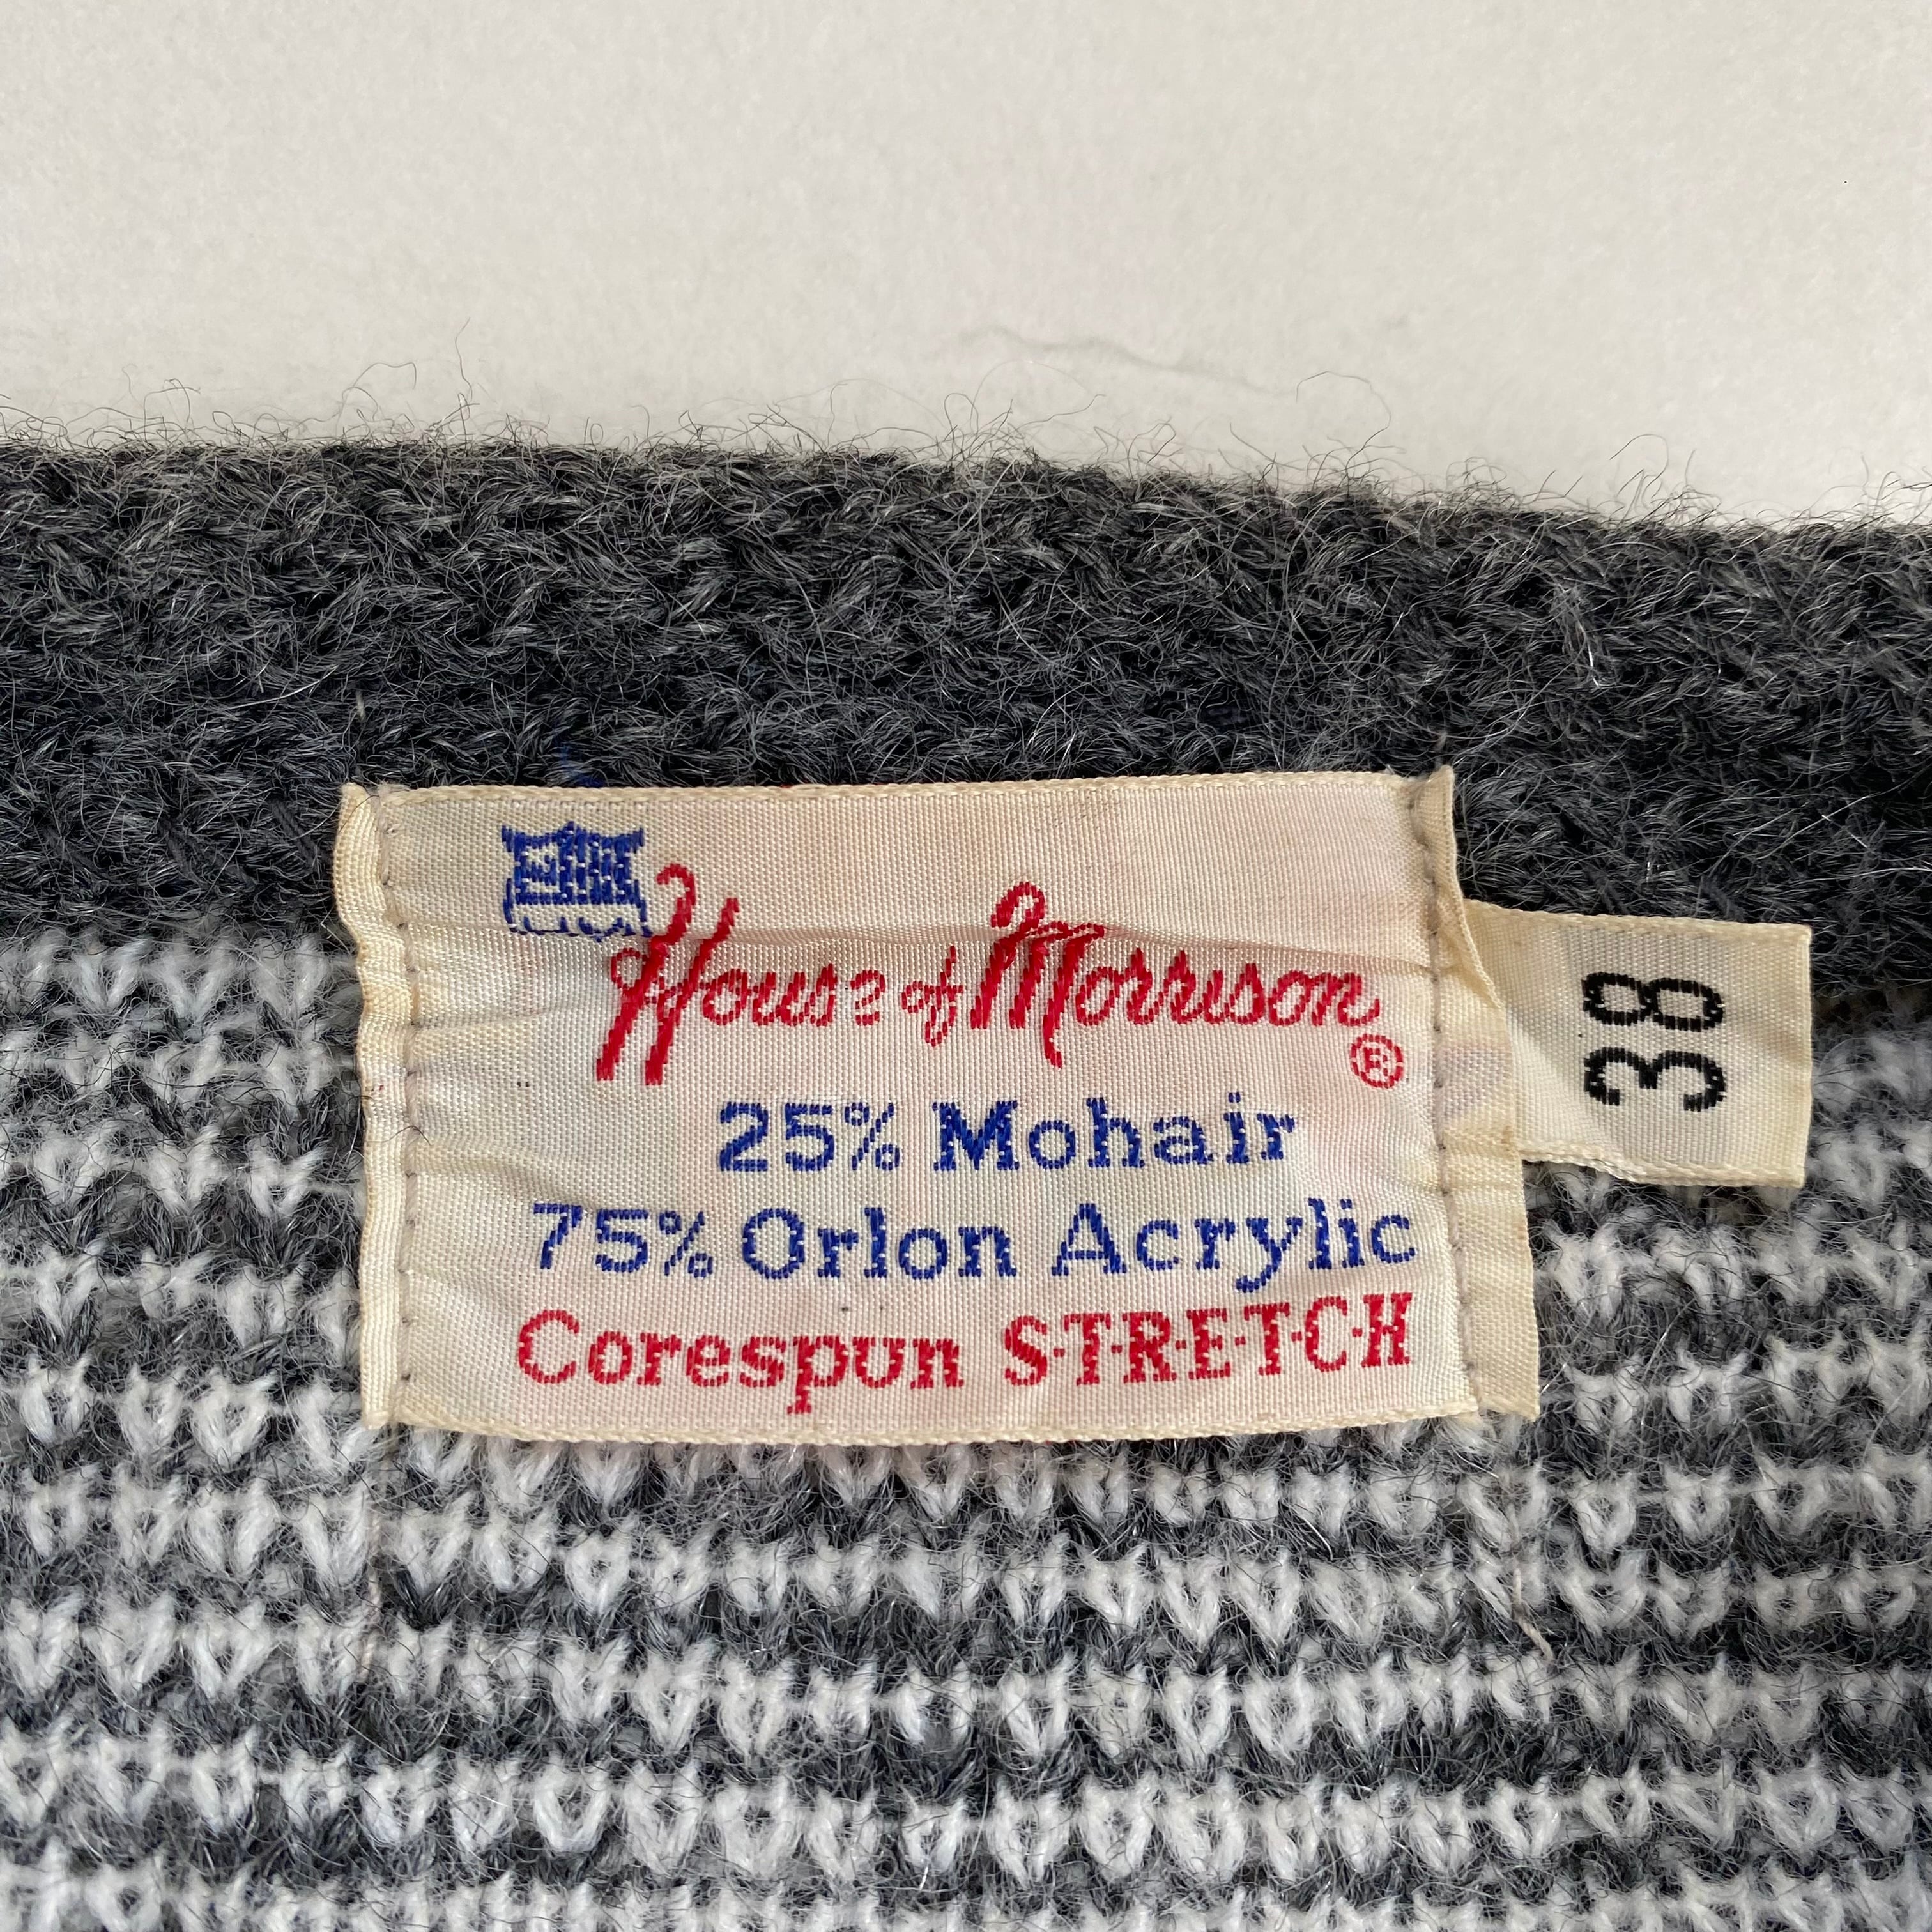 House of Morrison ®
25% Mohair
75% Orlon Acrylic
Corespun S·T·R·E·T·C·H
38